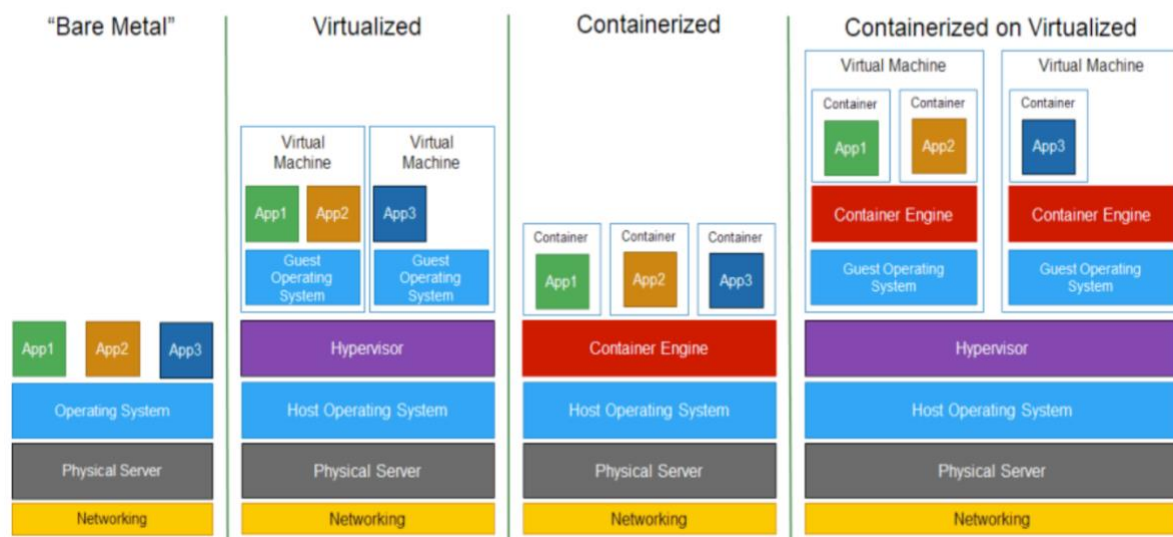 “Bare Metal”
App1 App2 App3
Operating System
Physical Server
Networking
Virtualized
Virtual
Machine
App1 App2
Guest
Operating
System
Virtual
Machine
App3
Guest
Operating
System
Hypervisor
Host Operating System
Physical Server
Networking
Containerized
Container
App1
Container
App2
Container
App3
Container Engine
Host Operating System
Physical Server
Networking
Containerized on Virtualized
Virtual Machine
Container
App1
Container
App2
Container Engine
Guest Operating
System
Virtual Machine
Container
App3
Container Engine
Guest Operating
System
Hypervisor
Host Operating System
Physical Server
Networking